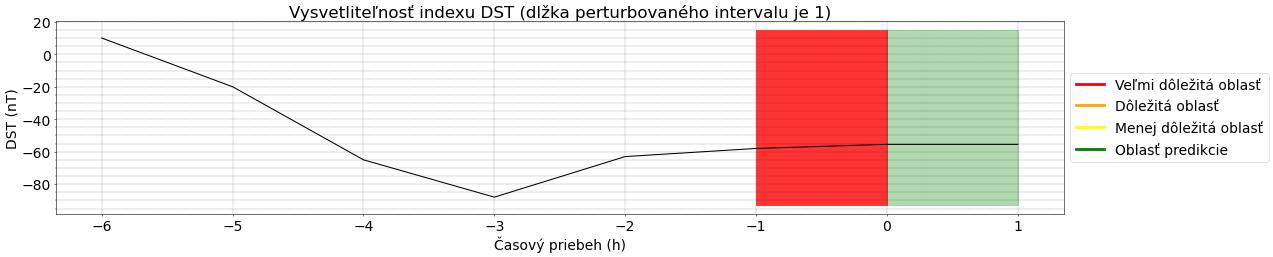 Vysvetliteľnosť indexu DST (dĺžka perturbovaného intervalu je 1)
DST (nT)
20
0
−20
−40
−60
−80
−6
−5
−4
−3
−2
−1
0
1
Časový priebeh (h)
Veľmi dôležitá oblasť
Dôležitá oblasť
Menej dôležitá oblasť
Oblasť predikcie